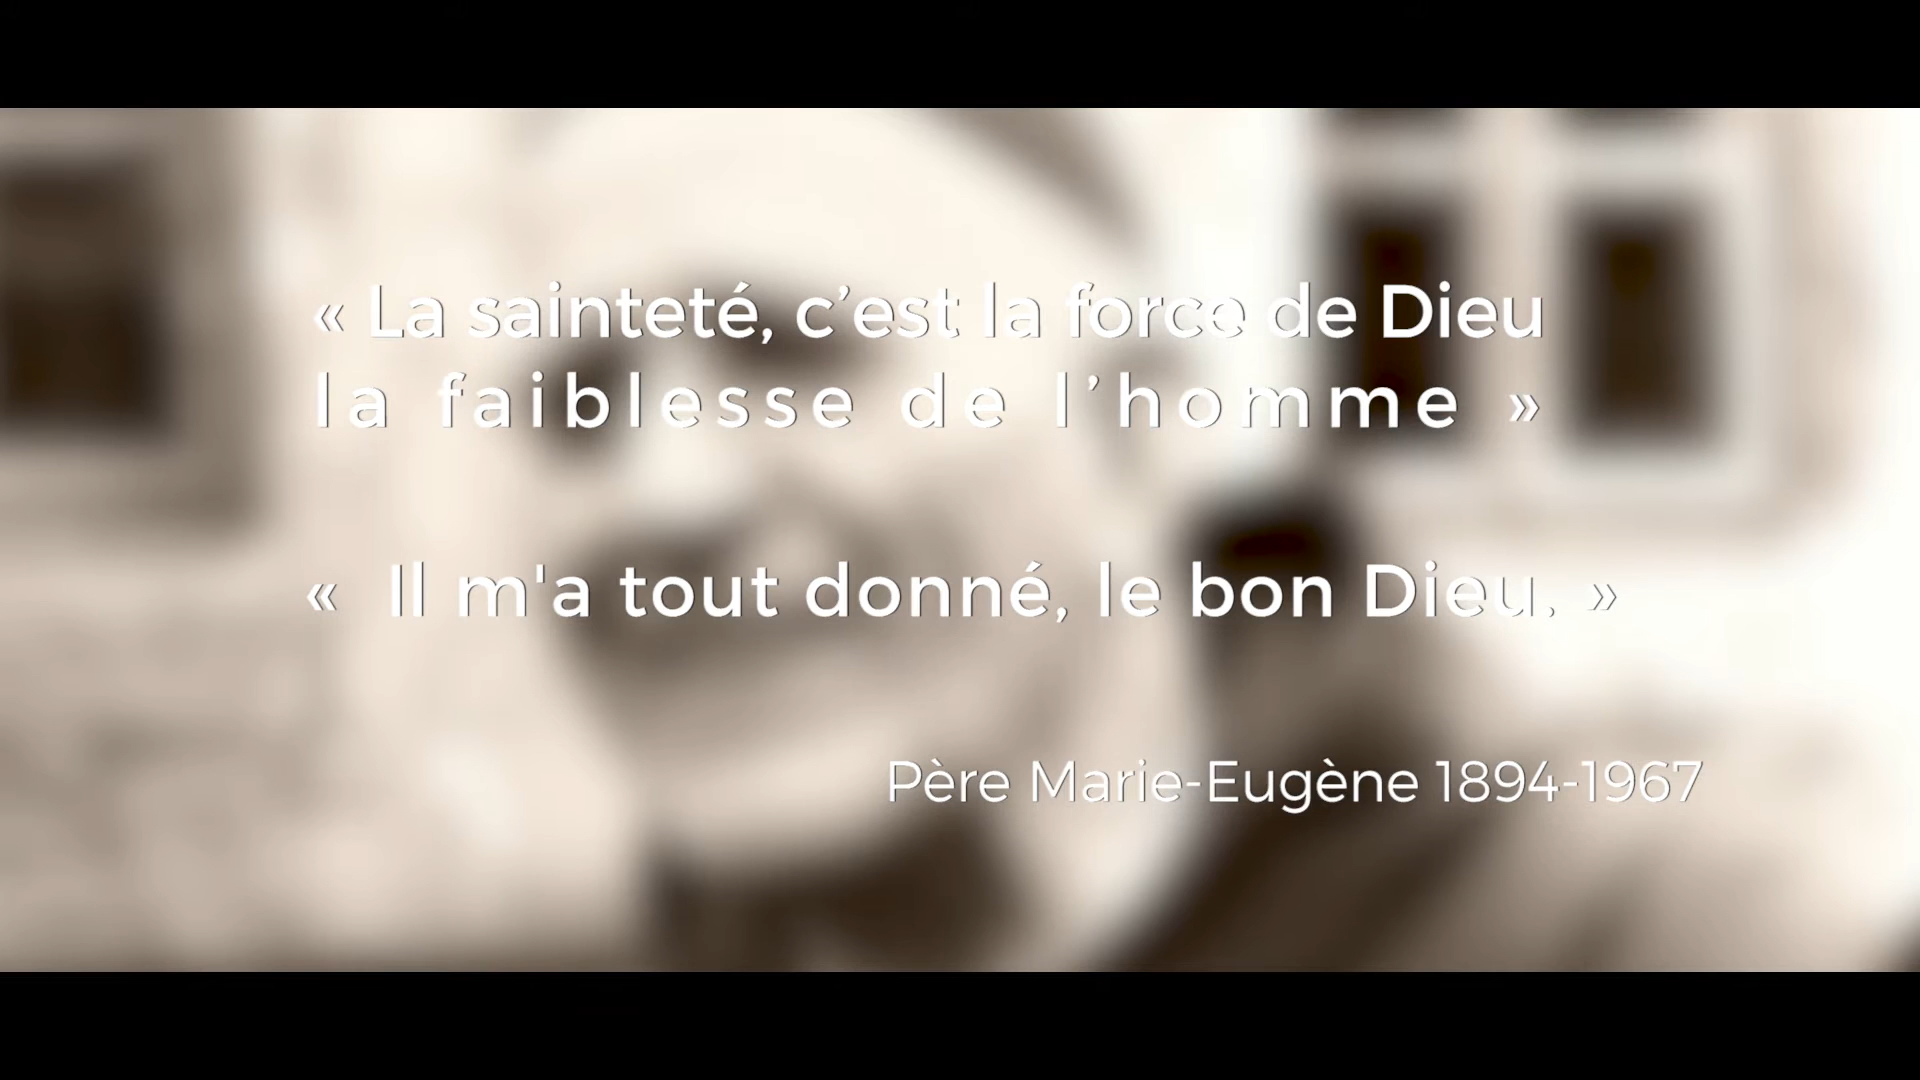 « La sainteté, c’est la force de Dieu
la faiblesse de l’homme »
« Il m'a tout donné, le bon Dieu. »
Père Marie-Eugène 1894-1967